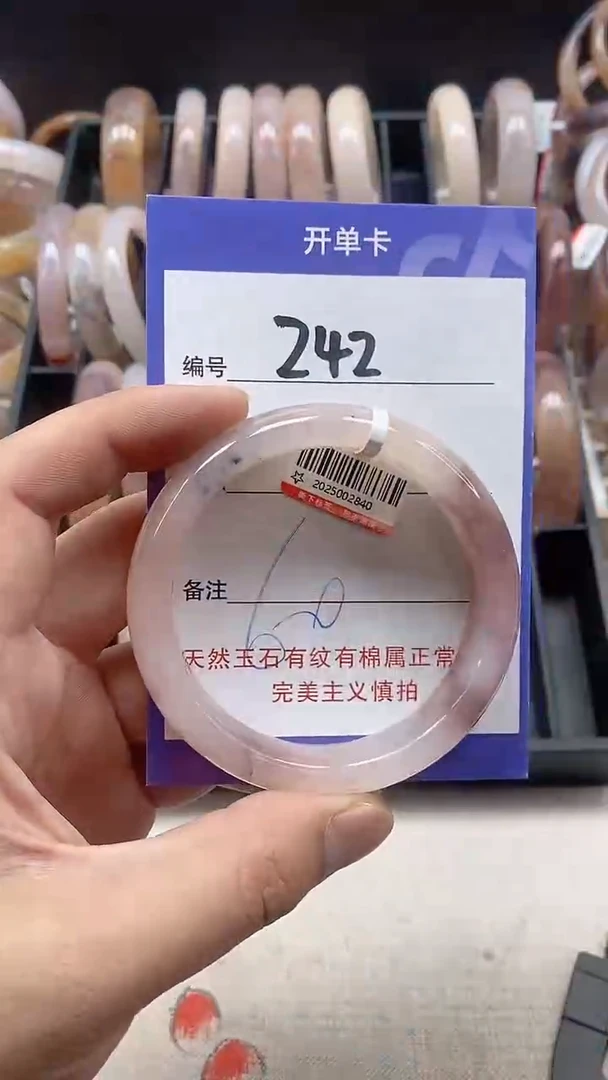 开单卡
编号 242
2025002840
备注 60
天然玉石有纹有棉属正常
完美主义慎拍